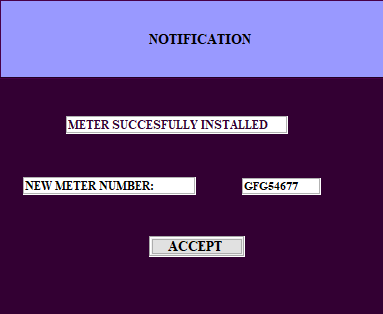 NOTIFICATION
METER SUCCESFULLY INSTALLED
NEW METER NUMBER: GFG54677
ACCEPT